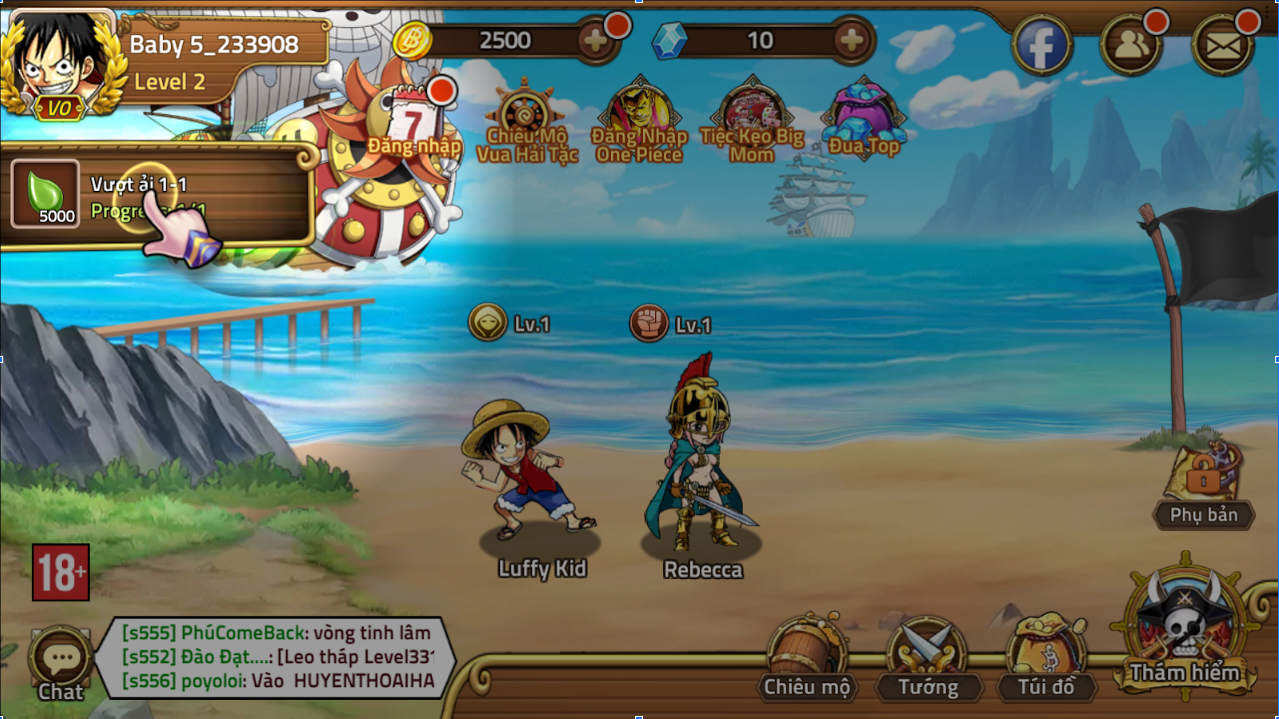 Baby 5_233908
Level 2
V0
2500
10
7
Đăng nhập
Chiêu Mộ
Vua Hải Tặc
Đăng Nhập
One Piece
Tiệc Kẹo Big
Mom
Đua Top
5000
Vượt ải 1-1
Lv.1
Lv.1
Luffy Kid
Rebecca
Phụ bản
18+
[s555] PhúComeBack: vòng tinh lâm
[s552] Đào Đạt....: [Leo tháp Level331
[s556] poyoloi: Vào HUYENTHOAIHA
Chat
Chiêu mộ
Tướng
Túi đồ
Thám hiểm